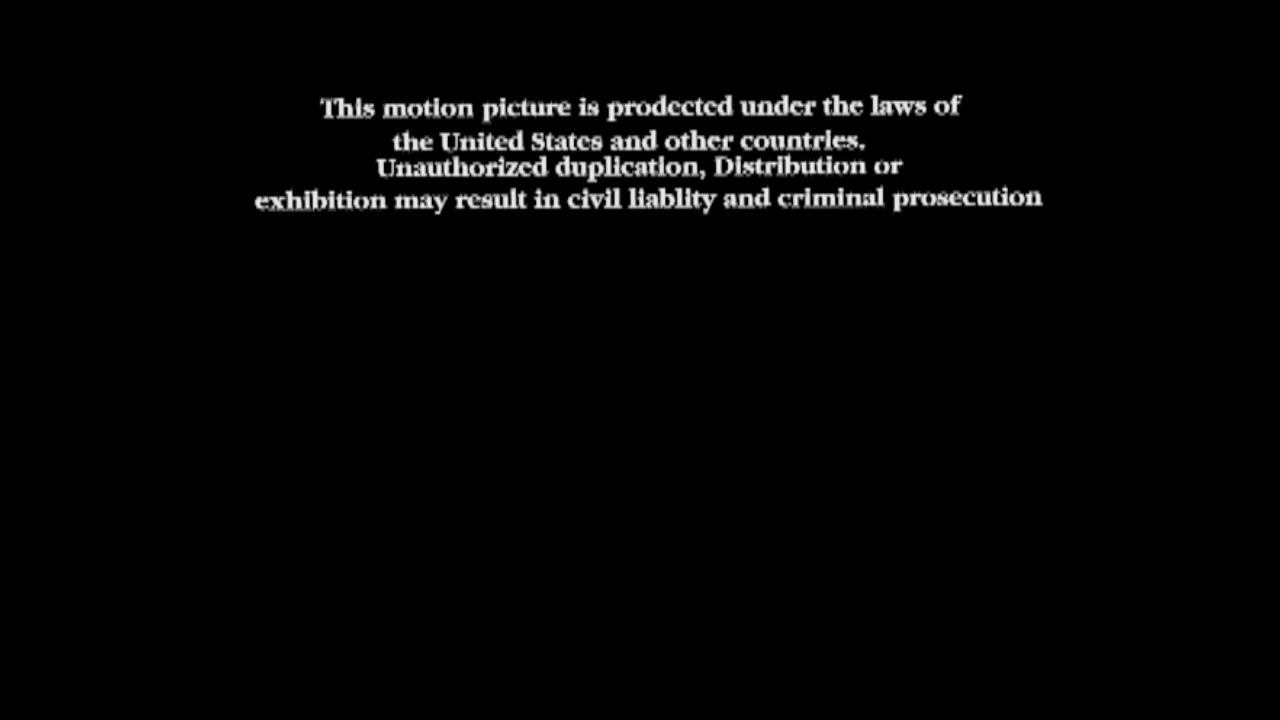 This motion picture is prodected under the laws of
the United States and other countries.
Unauthorized duplication, Distribution or
exhibition may result in civil liablity and criminal prosecution